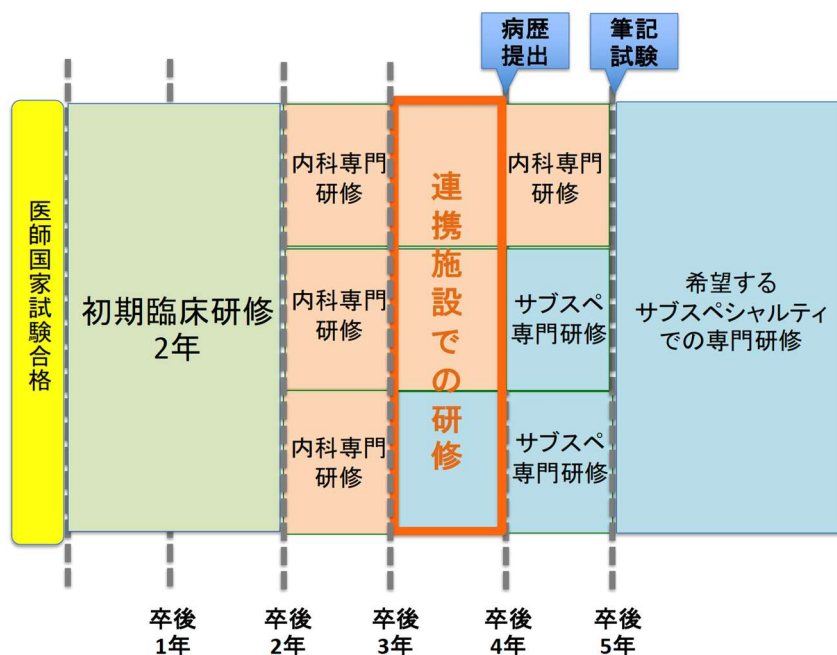 病歴
提出
筆記
試験
医師国家試験合格
初期臨床研修
2年
内科専門
研修
内科専門
研修
内科専門
研修
連携施設での研修
内科専門
研修
サブスペ
専門研修
サブスペ
専門研修
希望する
サブスペシャルティ
での専門研修
卒後
1年
卒後
2年
卒後
3年
卒後
4年
卒後
5年